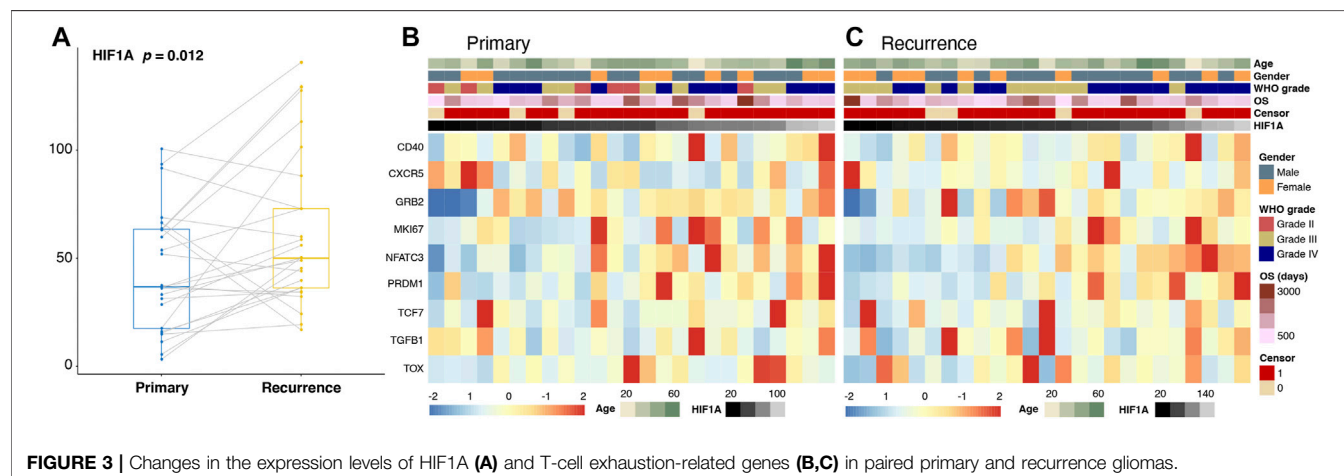 A
HIF1A p = 0.012
100
50
0
Primary
Recurrence
B
Primary
C
Recurrence
Age
Gender
WHO grade
OS
Censor
HIF1A
CD40
CXCR5
GRB2
MKI67
NFATC3
PRDM1
TCF7
TGFB1
TOX
Gender
Male
Female
WHO grade
Grade II
Grade III
Grade IV
OS (days)
3000
500
Censor
1
0
-2 -1 0 -1 2
Age
20 60
HIF1A
20 100
-2 -1 0 -1 2
Age
20 60
HIF1A
20 140
FIGURE 3 | Changes in the expression levels of HIF1A (A) and T-cell exhaustion-related genes (B,C) in paired primary and recurrence gliomas.